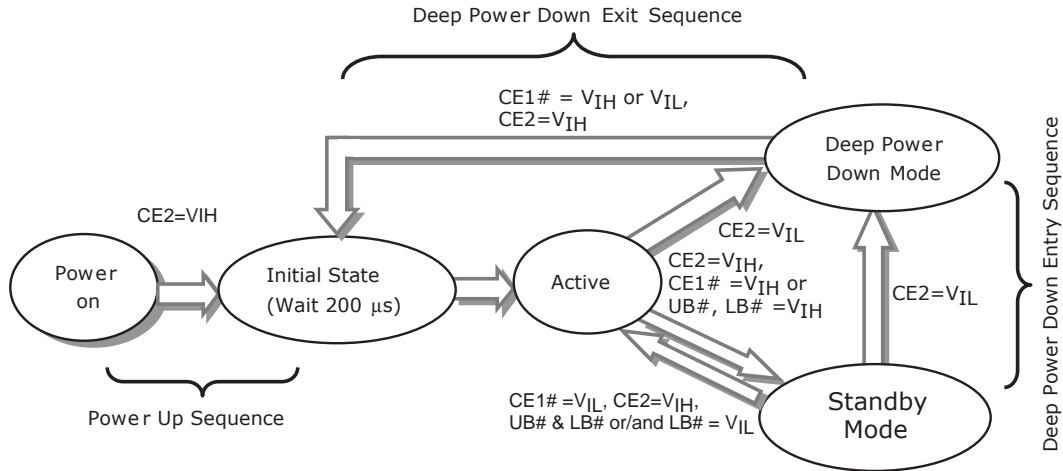 Deep Power Down Exit Sequence
CE1# = VIH or VIL,
CE2=VIH
Deep Power
Down Mode
CE2=VIH
Power
on
Initial State
(Wait 200 μs)
Active
CE2=VIL
CE2=VIH,
CE1# =VIH or
UB#, LB# =VIH
CE2=VIL
Deep Power Down Entry Sequence
Power Up Sequence
CE1# =VIL, CE2=VIH,
UB# & LB# or/and LB# = VIL
Standby
Mode